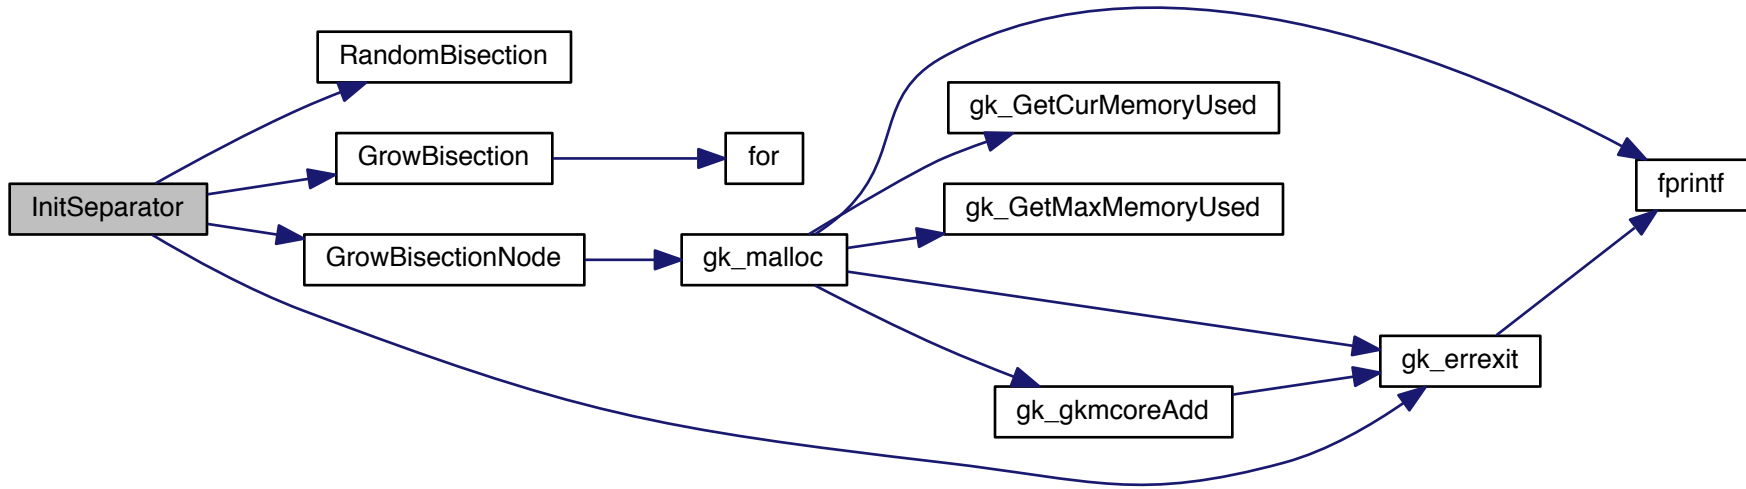 RandomBisection
gk_GetCurMemoryUsed
GrowBisection
for
fprintf
InitSeparator
gk_GetMaxMemoryUsed
GrowBisectionNode
gk_malloc
gk_errexit
gk_gkmcoreAdd